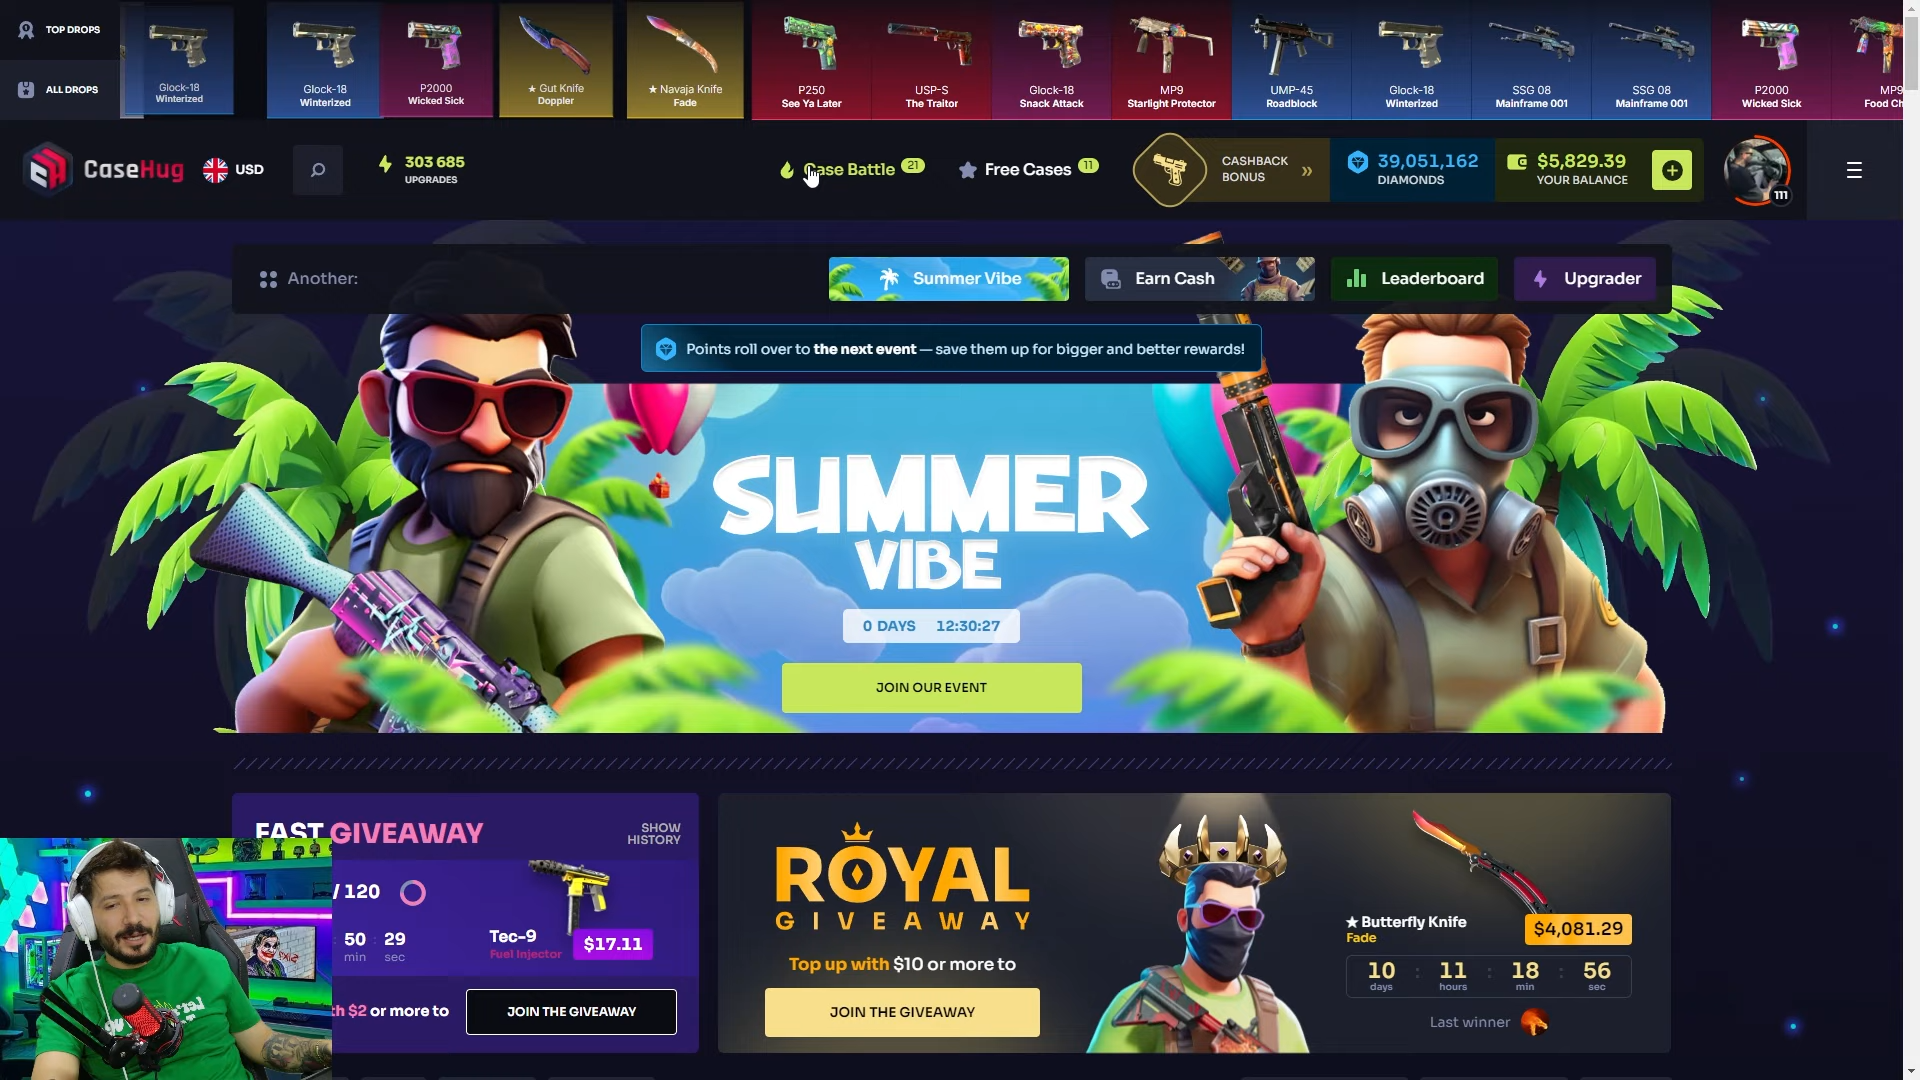 TOP DROPS
ALL DROPS
Glock-18
Winterized
Glock-18
Winterized
P2000
Wicked Sick
★ Gut Knife
Doppler
★ Navaja Knife
Fade
P250
See Ya Later
USP-S
The Traitor
Glock-18
Snack Attack
MP9
Starlight Protector
UMP-45
Roadblock
Glock-18
Winterized
SSG 08
Mainframe 001
SSG 08
Mainframe 001
P2000
Wicked Sick
MP9
Food Ch
CaseHug
USD
303 685
UPGRADES
Case Battle 21
Free Cases 11
CASHBACK
BONUS »
39,051,162
DIAMONDS
$5,829.39
YOUR BALANCE
111
Another:
Summer Vibe
Earn Cash
Leaderboard
Upgrader
Points roll over to the next event — save them up for bigger and better rewards!
SUMMER
VIBE
0 DAYS 12:30:27
JOIN OUR EVENT
FAST GIVEAWAY
SHOW
HISTORY
/ 120
50 : 29
min sec
Tec-9
Fuel Injector
$17.11
th $2 or more to
JOIN THE GIVEAWAY
ROYAL
GIVEAWAY
Top up with $10 or more to
JOIN THE GIVEAWAY
★ Butterfly Knife
Fade
$4,081.29
10 : 11 : 18 : 56
days hours min sec
Last winner